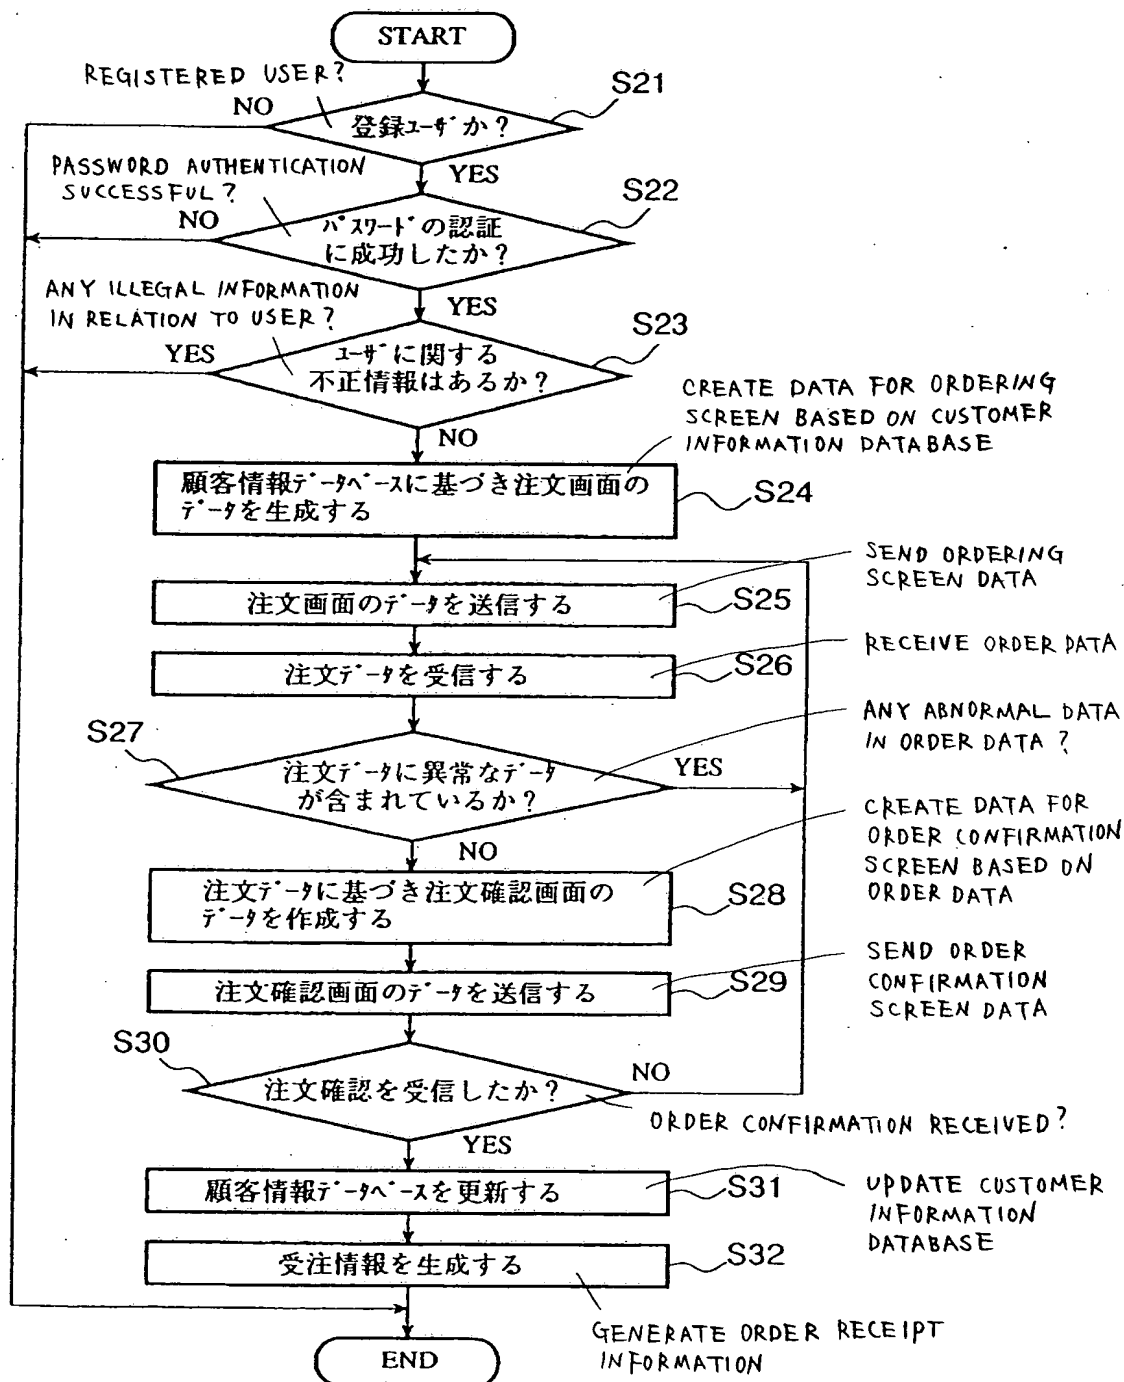 START
REGISTERED USER?
S21
NO
登録ユーザか?
YES
PASSWORD AUTHENTICATION
SUCCESSFUL?
S22
NO
パスワードの認証
に成功したか?
YES
ANY ILLEGAL INFORMATION
IN RELATION TO USER?
S23
YES
ユーザに関する
不正情報はあるか?
NO
CREATE DATA FOR ORDERING
SCREEN BASED ON CUSTOMER
INFORMATION DATABASE
顧客情報データベースに基づき注文画面の
データを生成する
S24
SEND ORDERING
SCREEN DATA
注文画面のデータを送信する
S25
RECEIVE ORDER DATA
注文データを受信する
S26
ANY ABNORMAL DATA
IN ORDER DATA?
S27
注文データに異常なデータ
が含まれているか?
YES
NO
CREATE DATA FOR
ORDER CONFIRMATION
SCREEN BASED ON
ORDER DATA
注文データに基づき注文確認画面の
データを作成する
S28
SEND ORDER
CONFIRMATION
SCREEN DATA
注文確認画面のデータを送信する
S29
S30
注文確認を受信したか?
NO
ORDER CONFIRMATION RECEIVED?
YES
顧客情報データベースを更新する
S31
UPDATE CUSTOMER
INFORMATION
DATABASE
受注情報を生成する
S32
GENERATE ORDER RECEIPT
INFORMATION
END